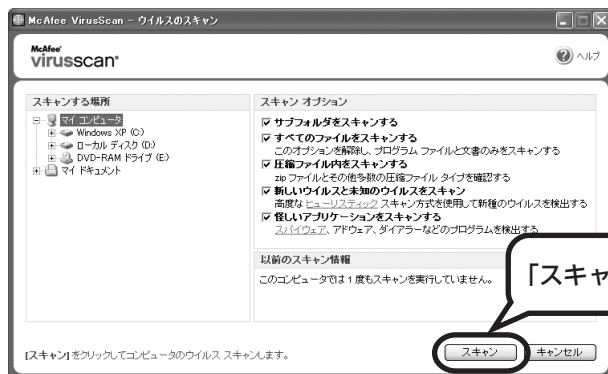 McAfee VirusScan - ウイルスのスキャン
McAfee
virusscan
ヘルプ
スキャンする場所
マイ コンピュータ
Windows XP (C:)
ローカル ディスク (D:)
DVD-RAM ドライブ (E:)
マイ ドキュメント
スキャン オプション
サブフォルダをスキャンする
すべてのファイルをスキャンする
このオプションを解除し、プログラム ファイルと文書のみをスキャンする
圧縮ファイル内をスキャンする
zip ファイルとその他多数の圧縮ファイル タイプを確認する
新しいウイルスと未知のウイルスをスキャン
高度な ヒューリスティック スキャン方式を使用して新種のウイルスを検出する
怪しいアプリケーションをスキャンする
スパイウェア、アドウェア、ダイアラーなどのプログラムを検出する
以前のスキャン情報
このコンピュータでは 1 度もスキャンを実行していません。
「スキャ
[スキャン] をクリックしてコンピュータのウイルス スキャンします。
スキャン
キャンセル